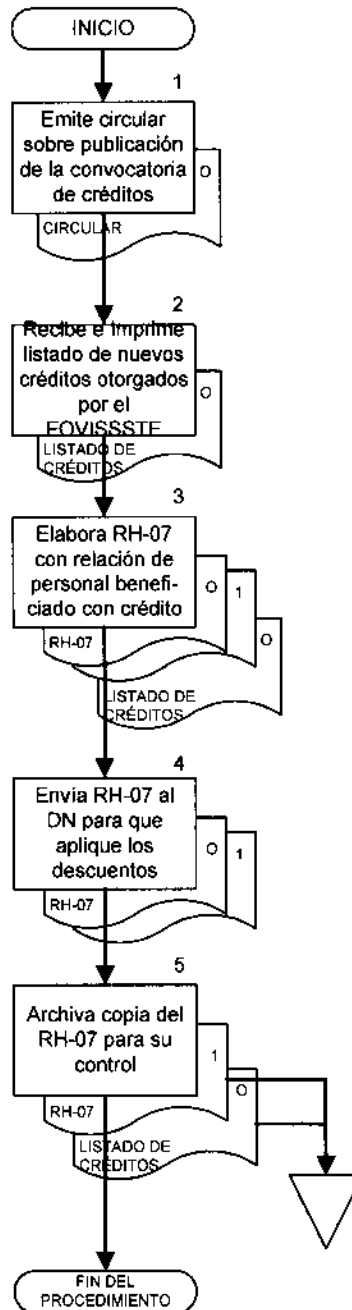 INICIO
1
Emite circular
sobre publicación
de la convocatoria
de créditos
O
CIRCULAR
2
Recibe e imprime
listado de nuevos
créditos otorgados
por el
FOVISSSTE
O
LISTADO DE
CRÉDITOS
3
Elabora RH-07
con relación de
personal benefi-
ciado con crédito
O
1
RH-07
O
LISTADO DE
CRÉDITOS
4
Envía RH-07 al
DN para que
aplique los
descuentos
O
1
RH-07
5
Archiva copia del
RH-07 para su
control
1
O
RH-07
LISTADO DE
CRÉDITOS
FIN DEL
PROCEDIMIENTO